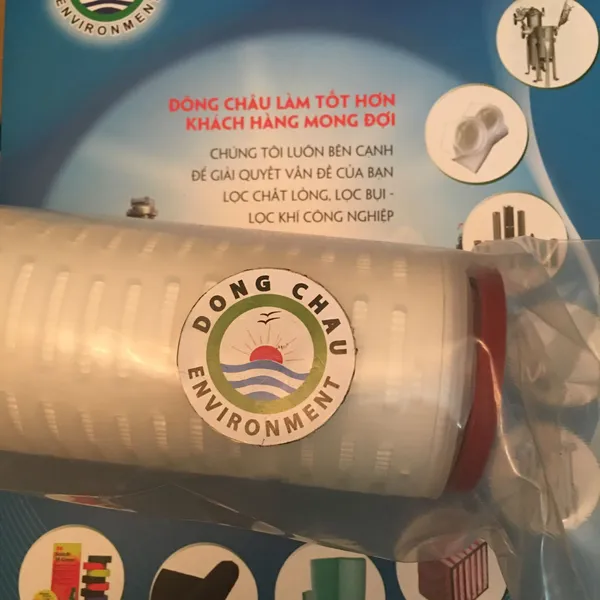 ENVIRONMENT
ĐÔNG CHÂU LÀM TỐT HƠN
KHÁCH HÀNG MONG ĐỢI
CHÚNG TÔI LUÔN BÊN CẠNH
ĐỂ GIẢI QUYẾT VẤN ĐỀ CỦA BẠN
LỌC CHẤT LỎNG, LỌC BỤI -
LỌC KHÍ CÔNG NGHIỆP
DONG CHAU
ENVIRONMENT